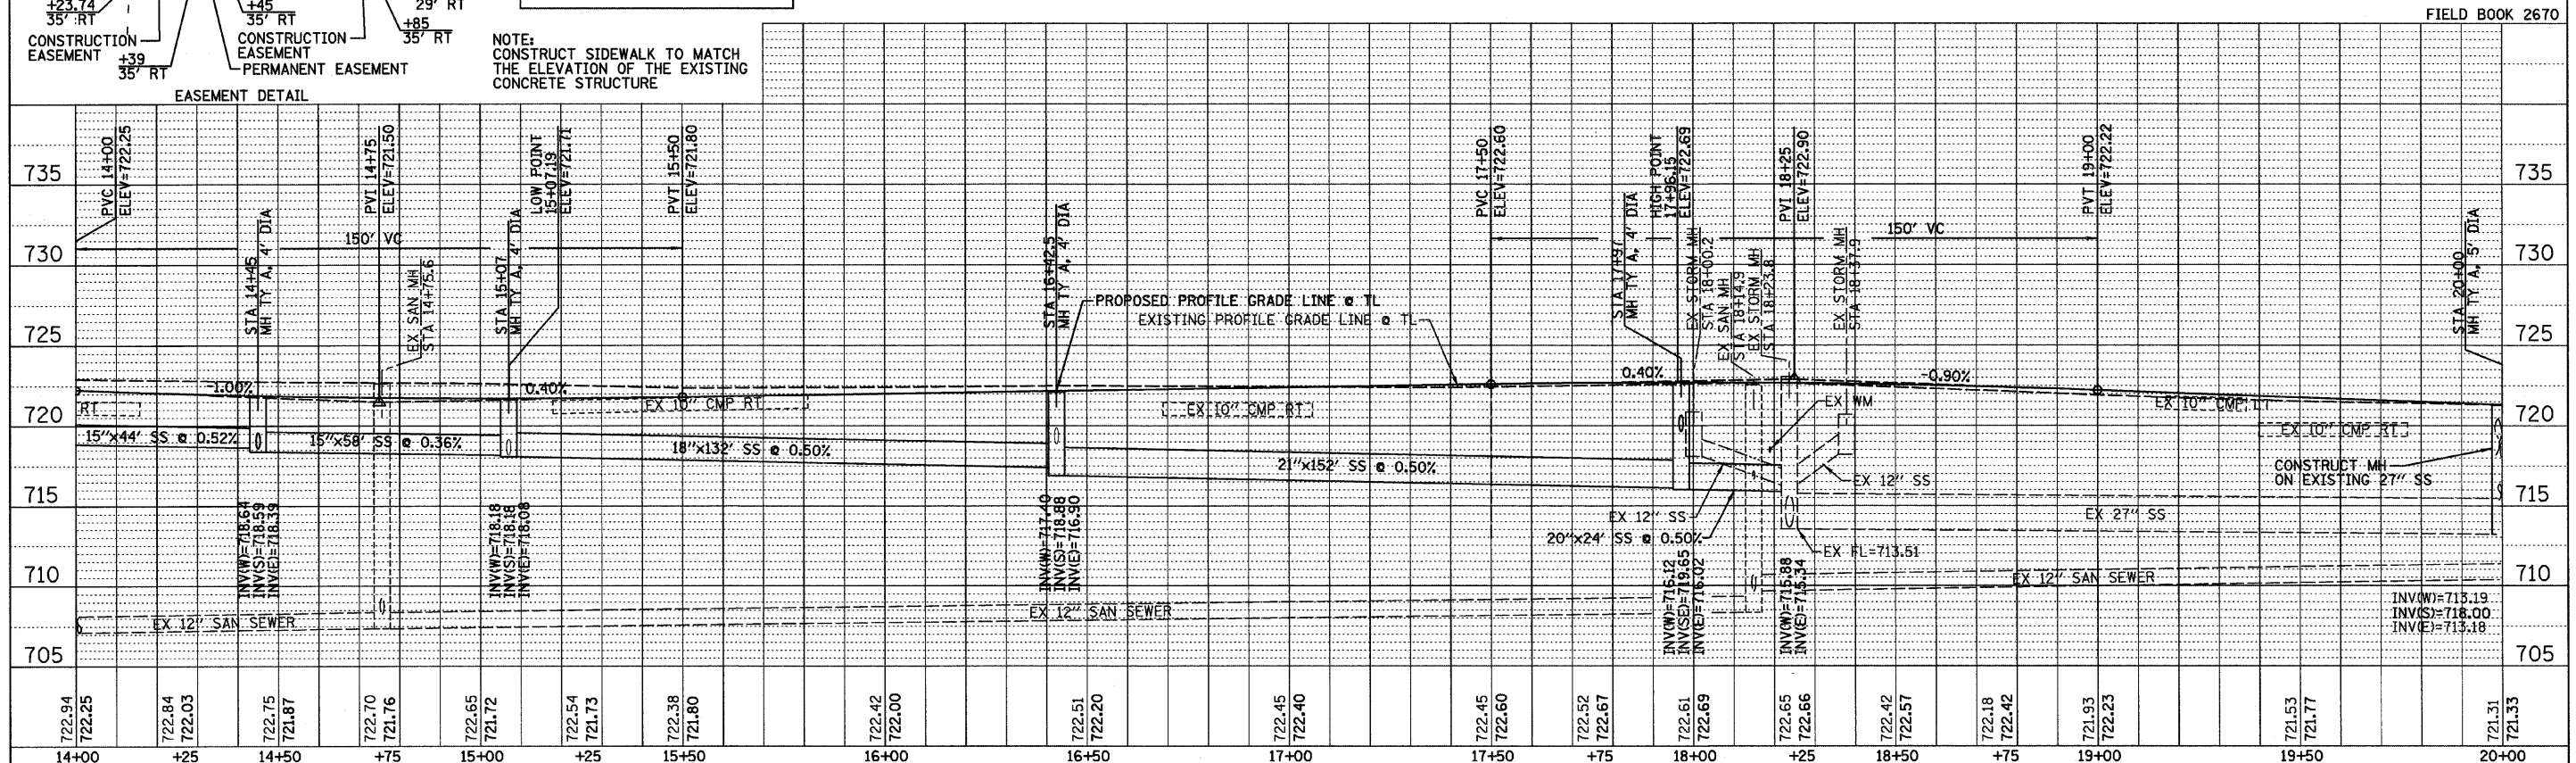 FIELD BOOK 2670
+23.74
35' RT
+45
35' RT
29' RT
+85
35' RT
CONSTRUCTION
EASEMENT
+39
35' RT
CONSTRUCTION
EASEMENT
PERMANENT EASEMENT
EASEMENT DETAIL
NOTE:
CONSTRUCT SIDEWALK TO MATCH
THE ELEVATION OF THE EXISTING
CONCRETE STRUCTURE
PVC 14+00
ELEV=722.25
STA 14+45
MH TY A, 4' DIA
PVI 14+75
ELEV=721.50
EX SAN MH
STA 14+75.6
STA 15+07
MH TY A, 4' DIA
LOW POINT
15+07.19
ELEV=721.71
PVT 15+50
ELEV=721.80
150' VC
STA 16+42.5
MH TY A, 4' DIA
PROPOSED PROFILE GRADE LINE @ TL
EXISTING PROFILE GRADE LINE @ TL
PVC 17+50
ELEV=722.60
STA 17+97
MH TY A, 4' DIA
HIGH POINT
17+96.15
ELEV=722.69
EX STORM MH
STA 18+00.2
EX SAN MH
STA 18+14.9
EX STORM MH
STA 18+23.8
PVI 18+25
ELEV=722.90
EX STORM MH
STA 18+37.9
150' VC
PVT 19+00
ELEV=722.22
STA 20+00
MH TY A, 5' DIA
735
735
730
730
725
725
720
720
715
715
710
710
705
705
-1.00%
0.40%
0.40%
-0.90%
RT
EX 10" CMP RT
EX 10" CMP RT
EX WM
EX 10" CMP LT
EX 10" CMP RT
15"x44' SS @ 0.52%
15"x58' SS @ 0.36%
18"x132' SS @ 0.50%
21"x152' SS @ 0.50%
CONSTRUCT MH
ON EXISTING 27" SS
EX 12" SS
EX 12" SS
20"x24' SS @ 0.50%
EX 27" SS
EX FL=713.51
EX 12" SAN SEWER
EX 12" SAN SEWER
EX 12" SAN SEWER
INV(W)=718.64
INV(S)=718.59
INV(E)=718.39
INV(W)=718.18
INV(S)=718.18
INV(E)=718.08
INV(W)=717.40
INV(S)=718.88
INV(E)=716.90
INV(W)=716.12
INV(SE)=719.65
INV(E)=716.02
INV(W)=715.88
INV(E)=715.34
INV(W)=713.19
INV(S)=718.00
INV(E)=713.18
722.94
722.25
722.84
722.03
722.75
721.87
722.70
721.76
722.65
721.72
722.54
721.73
722.38
721.80
722.42
722.00
722.51
722.20
722.45
722.40
722.45
722.60
722.52
722.67
722.61
722.69
722.65
722.66
722.42
722.57
722.18
722.42
721.93
722.23
721.53
721.77
721.31
721.33
14+00 +25 14+50 +75 15+00 +25 15+50 16+00 16+50 17+00 17+50 +75 18+00 +25 18+50 +75 19+00 19+50 20+00